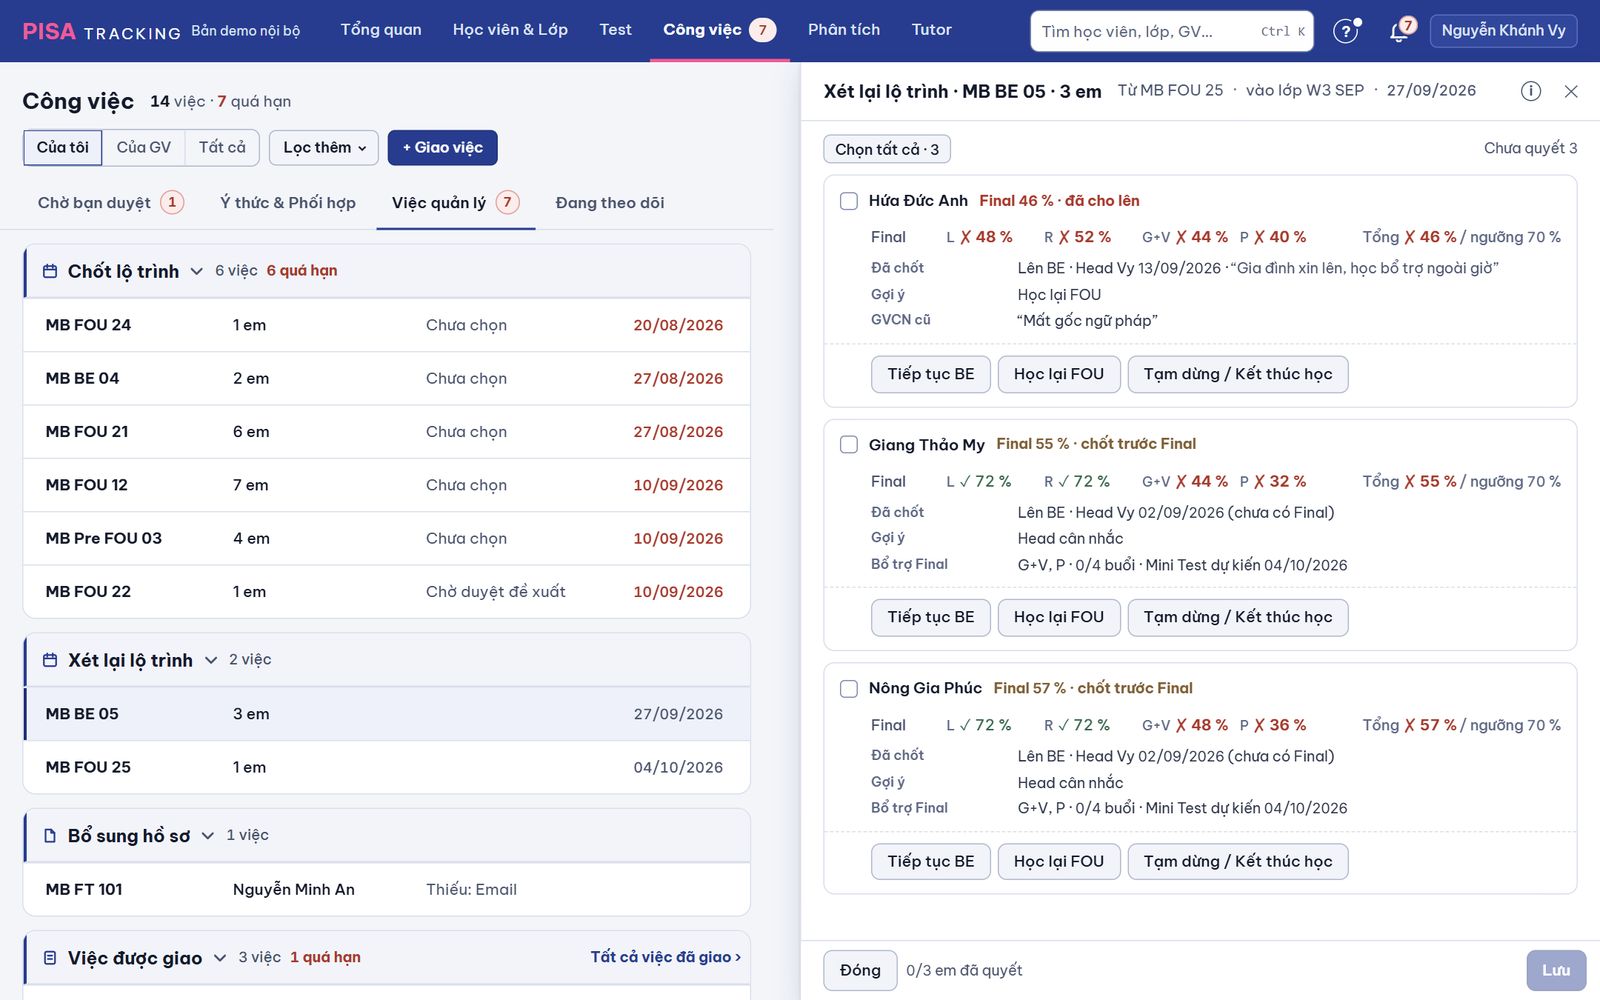 PISA TRACKING Bản demo nội bộ Tổng quan Học viên & Lớp Test Công việc 7 Phân tích Tutor Tìm học viên, lớp, GV... Ctrl K ? 7 Nguyễn Khánh Vy
Công việc 14 việc · 7 quá hạn
Của tôi Của GV Tất cả Lọc thêm + Giao việc
Chờ bạn duyệt 1 Ý thức & Phối hợp Việc quản lý 7 Đang theo dõi
Chốt lộ trình 6 việc 6 quá hạn
MB FOU 24 1 em Chưa chọn 20/08/2026
MB BE 04 2 em Chưa chọn 27/08/2026
MB FOU 21 6 em Chưa chọn 27/08/2026
MB FOU 12 7 em Chưa chọn 10/09/2026
MB Pre FOU 03 4 em Chưa chọn 10/09/2026
MB FOU 22 1 em Chờ duyệt đề xuất 10/09/2026
Xét lại lộ trình 2 việc
MB BE 05 3 em 27/09/2026
MB FOU 25 1 em 04/10/2026
Bổ sung hồ sơ 1 việc
MB FT 101 Nguyễn Minh An Thiếu: Email
Việc được giao 3 việc 1 quá hạn Tất cả việc đã giao ›
Xét lại lộ trình · MB BE 05 · 3 em Từ MB FOU 25 · vào lớp W3 SEP · 27/09/2026
Chọn tất cả · 3 Chưa quyết 3
Hứa Đức Anh Final 46 % · đã cho lên
Final L ✗ 48 % R ✗ 52 % G+V ✗ 44 % P ✗ 40 % Tổng ✗ 46 % / ngưỡng 70 %
Đã chốt Lên BE · Head Vy 13/09/2026 · “Gia đình xin lên, học bổ trợ ngoài giờ”
Gợi ý Học lại FOU
GVCN cũ “Mất gốc ngữ pháp”
Tiếp tục BE Học lại FOU Tạm dừng / Kết thúc học
Giang Thảo My Final 55 % · chốt trước Final
Final L ✓ 72 % R ✓ 72 % G+V ✗ 44 % P ✗ 32 % Tổng ✗ 55 % / ngưỡng 70 %
Đã chốt Lên BE · Head Vy 02/09/2026 (chưa có Final)
Gợi ý Head cân nhắc
Bổ trợ Final G+V, P · 0/4 buổi · Mini Test dự kiến 04/10/2026
Tiếp tục BE Học lại FOU Tạm dừng / Kết thúc học
Nông Gia Phúc Final 57 % · chốt trước Final
Final L ✓ 72 % R ✓ 72 % G+V ✗ 48 % P ✗ 36 % Tổng ✗ 57 % / ngưỡng 70 %
Đã chốt Lên BE · Head Vy 02/09/2026 (chưa có Final)
Gợi ý Head cân nhắc
Bổ trợ Final G+V, P · 0/4 buổi · Mini Test dự kiến 04/10/2026
Tiếp tục BE Học lại FOU Tạm dừng / Kết thúc học
Đóng 0/3 em đã quyết Lưu